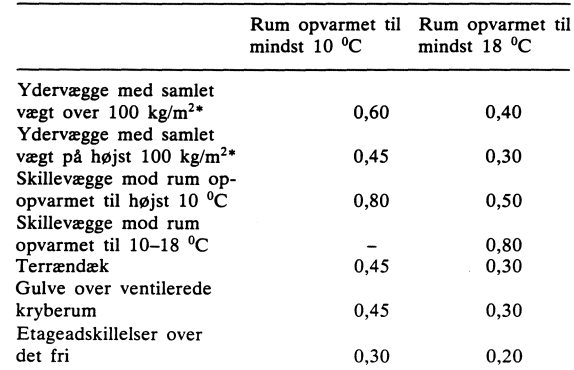 Rum opvarmet til Rum opvarmet til
mindst 10 ⁰C mindst 18 ⁰C
Ydervægge med samlet
vægt over 100 kg/m²* 0,60 0,40
Ydervægge med samlet
vægt på højst 100 kg/m²* 0,45 0,30
Skillevægge mod rum op-
opvarmet til højst 10 ⁰C 0,80 0,50
Skillevægge mod rum
opvarmet til 10–18 ⁰C – 0,80
Terrændæk 0,45 0,30
Gulve over ventilerede
kryberum 0,45 0,30
Etageadskillelser over
det fri 0,30 0,20